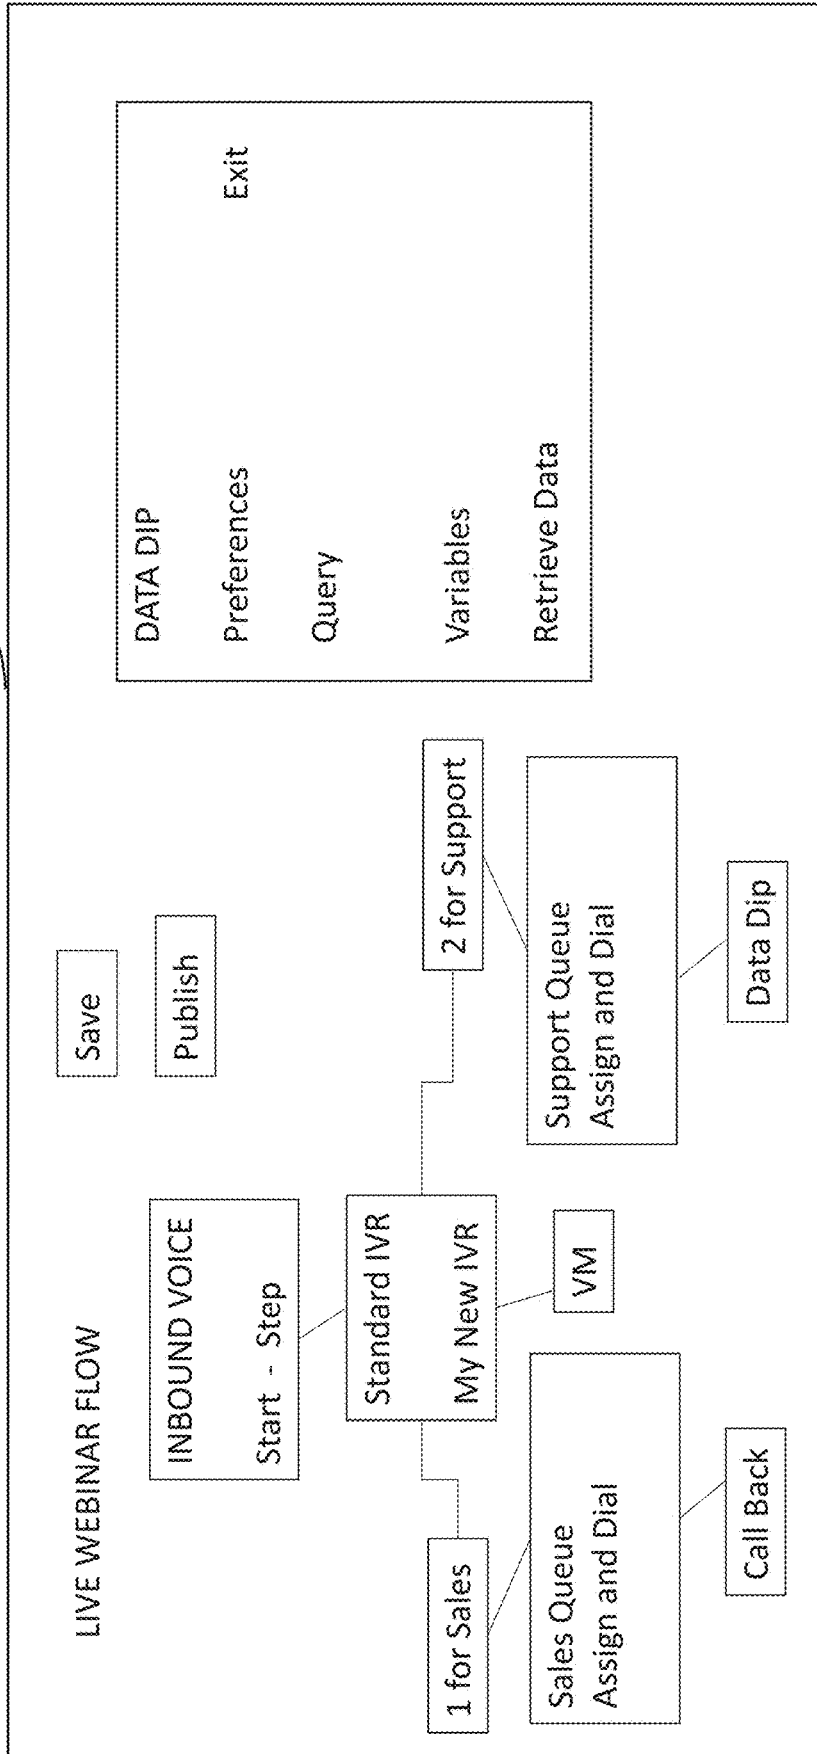 LIVE WEBINAR FLOW
Save
Publish
INBOUND VOICE
Start - Step
Standard IVR
My New IVR
1 for Sales
2 for Support
Sales Queue
Assign and Dial
VM
Support Queue
Assign and Dial
Call Back
Data Dip
DATA DIP
Preferences
Exit
Query
Variables
Retrieve Data